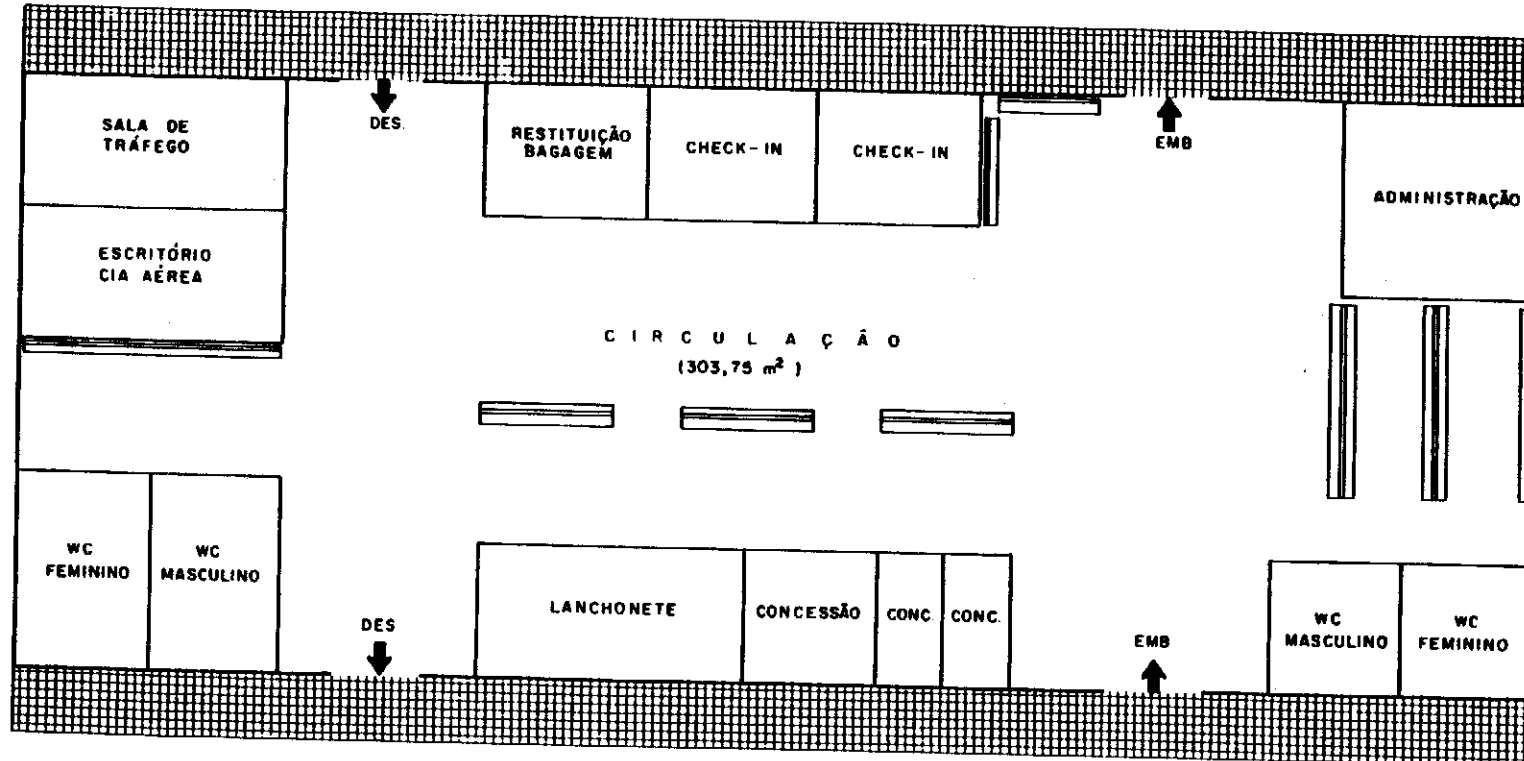 SALA DE
TRÁFEGO
DES.
RESTITUIÇÃO
BAGAGEM
CHECK-IN
CHECK-IN
EMB
ADMINISTRAÇÃO
ESCRITÓRIO
CIA AÉREA
CIRCULAÇÃO
(303,75 m²)
WC
FEMININO
WC
MASCULINO
DES
LANCHONETE
CONCESSÃO
CONC.
CONC.
EMB
WC
MASCULINO
WC
FEMININO